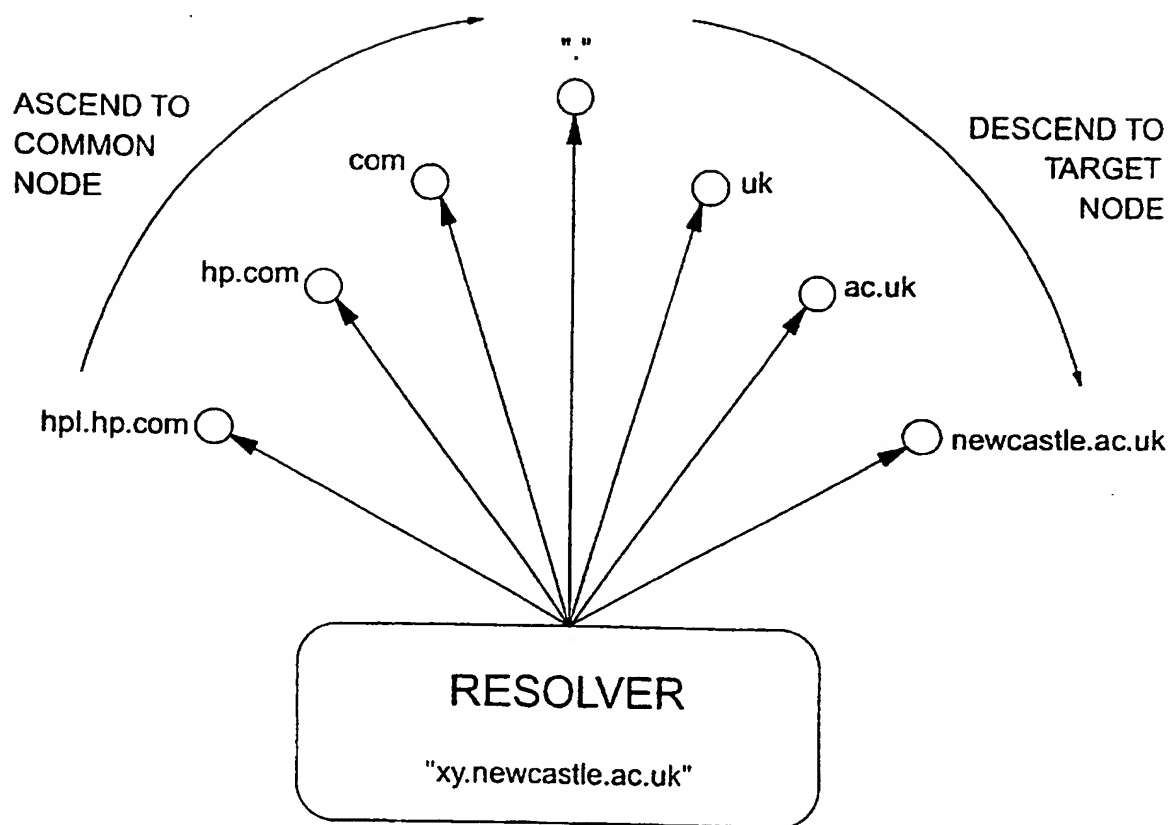 "."
ASCEND TO
COMMON
NODE
DESCEND TO
TARGET
NODE
com
uk
hp.com
ac.uk
hpl.hp.com
newcastle.ac.uk
RESOLVER
"xy.newcastle.ac.uk"